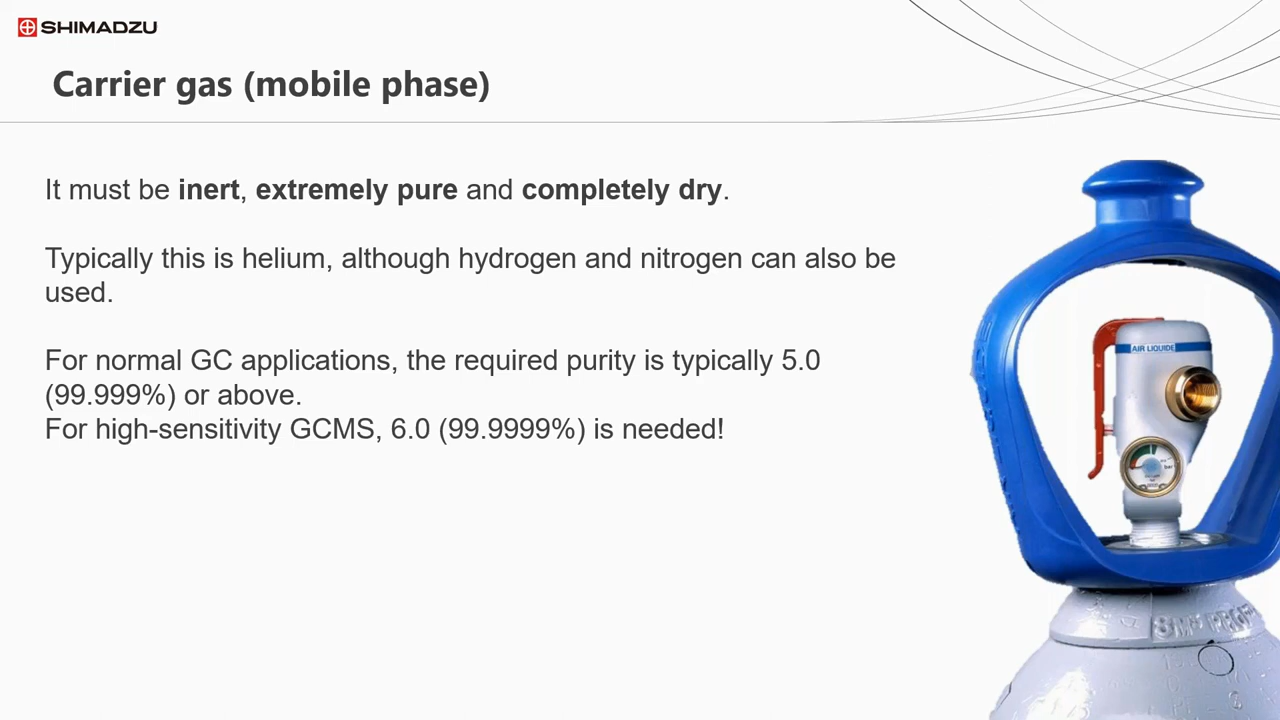 SHIMADZU
Carrier gas (mobile phase)
It must be inert, extremely pure and completely dry.
Typically this is helium, although hydrogen and nitrogen can also be
used.
For normal GC applications, the required purity is typically 5.0
(99.999%) or above.
For high-sensitivity GCMS, 6.0 (99.9999%) is needed!
AIR LIQUIDE
bar